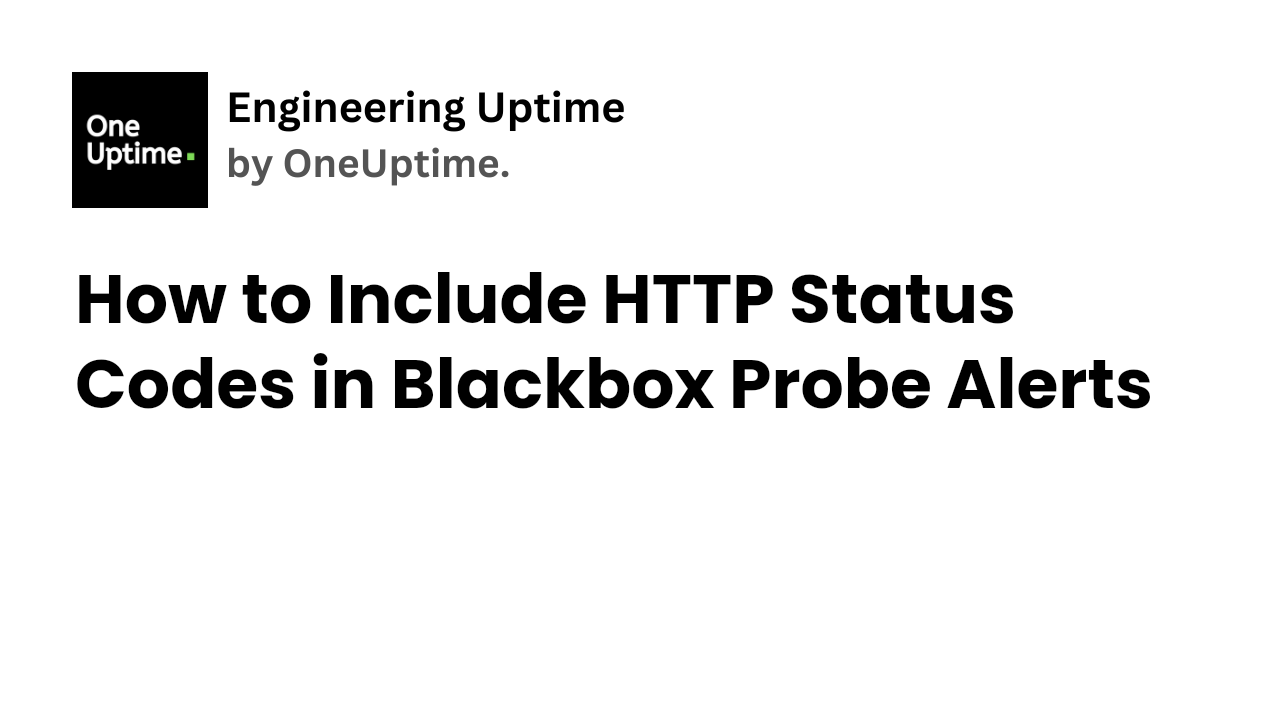 One
Uptime.
Engineering Uptime
by OneUptime.
How to Include HTTP Status
Codes in Blackbox Probe Alerts